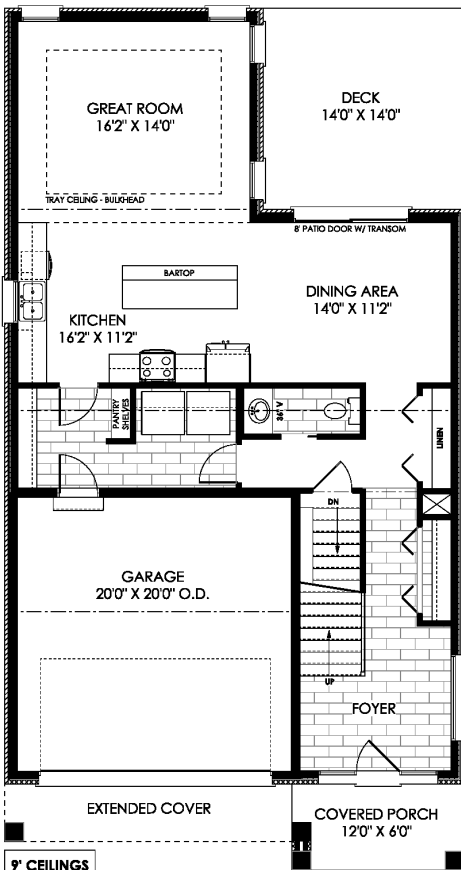 GREAT ROOM
16'2" X 14'0"
DECK
14'0" X 14'0"
TRAY CEILING - BULKHEAD
8' PATIO DOOR W/ TRANSOM
BARTOP
DINING AREA
14'0" X 11'2"
KITCHEN
16'2" X 11'2"
PANTRY
SHELVES
36" V
LINEN
DN
GARAGE
20'0" X 20'0" O.D.
UP
FOYER
EXTENDED COVER
COVERED PORCH
12'0" X 6'0"
9' CEILINGS